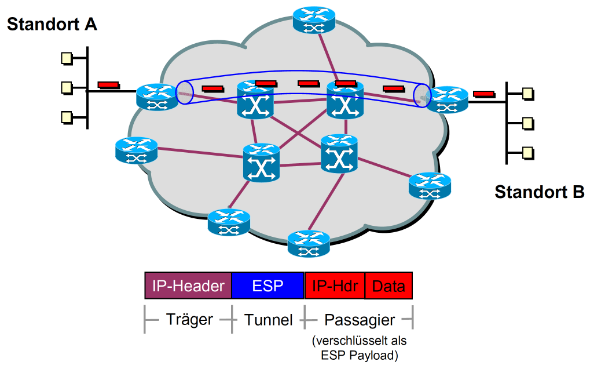 Standort A
Standort B
IP-Header ESP IP-Hdr Data
Träger Tunnel Passagier
(verschlüsselt als
ESP Payload)